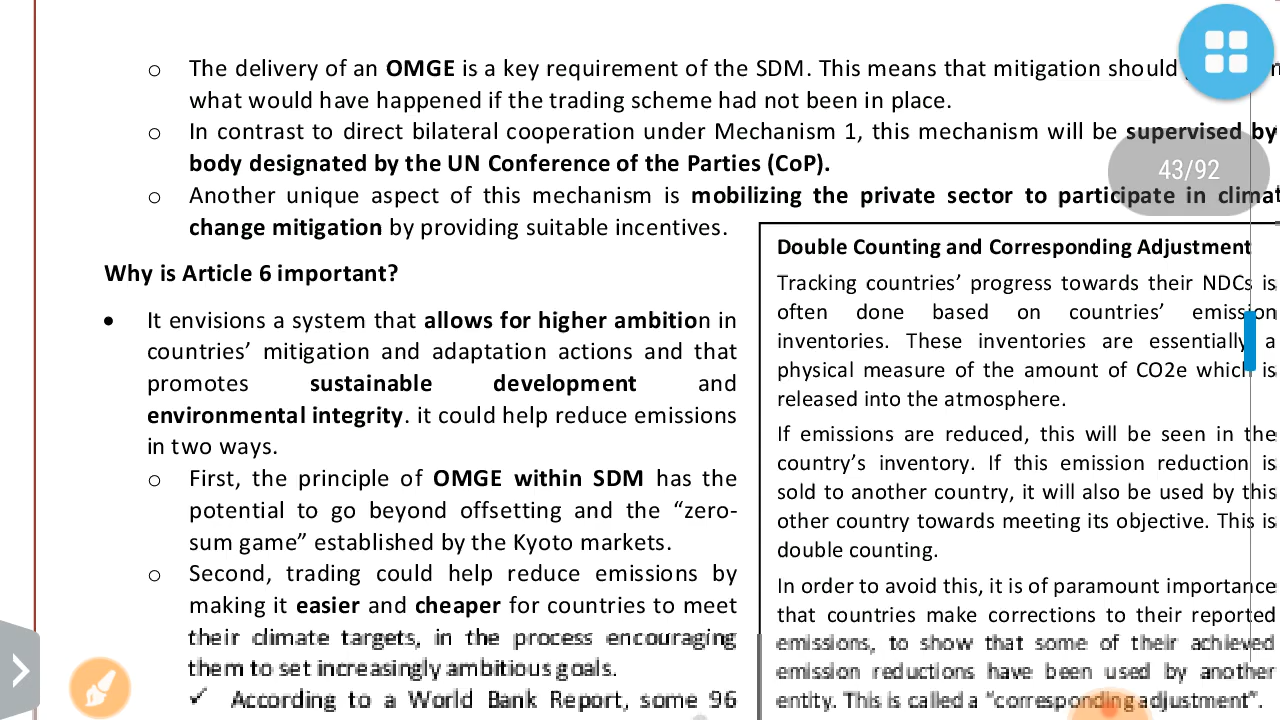 o The delivery of an OMGE is a key requirement of the SDM. This means that mitigation should
what would have happened if the trading scheme had not been in place.
o In contrast to direct bilateral cooperation under Mechanism 1, this mechanism will be supervised by
body designated by the UN Conference of the Parties (CoP).
43/92
o Another unique aspect of this mechanism is mobilizing the private sector to participate in climat
change mitigation by providing suitable incentives.
Why is Article 6 important?
• It envisions a system that allows for higher ambition in
countries’ mitigation and adaptation actions and that
promotes sustainable development and
environmental integrity. it could help reduce emissions
in two ways.
o First, the principle of OMGE within SDM has the
potential to go beyond offsetting and the “zero-
sum game” established by the Kyoto markets.
o Second, trading could help reduce emissions by
making it easier and cheaper for countries to meet
their climate targets, in the process encouraging
them to set increasingly ambitious goals.
✓ According to a World Bank Report, some 96
Double Counting and Corresponding Adjustment
Tracking countries’ progress towards their NDCs is
often done based on countries’ emission
inventories. These inventories are essentially a
physical measure of the amount of CO2e which is
released into the atmosphere.
If emissions are reduced, this will be seen in the
country’s inventory. If this emission reduction is
sold to another country, it will also be used by this
other country towards meeting its objective. This is
double counting.
In order to avoid this, it is of paramount importance
that countries make corrections to their reported
emissions, to show that some of their achieved
emission reductions have been used by another
entity. This is called a “corresponding adjustment”.